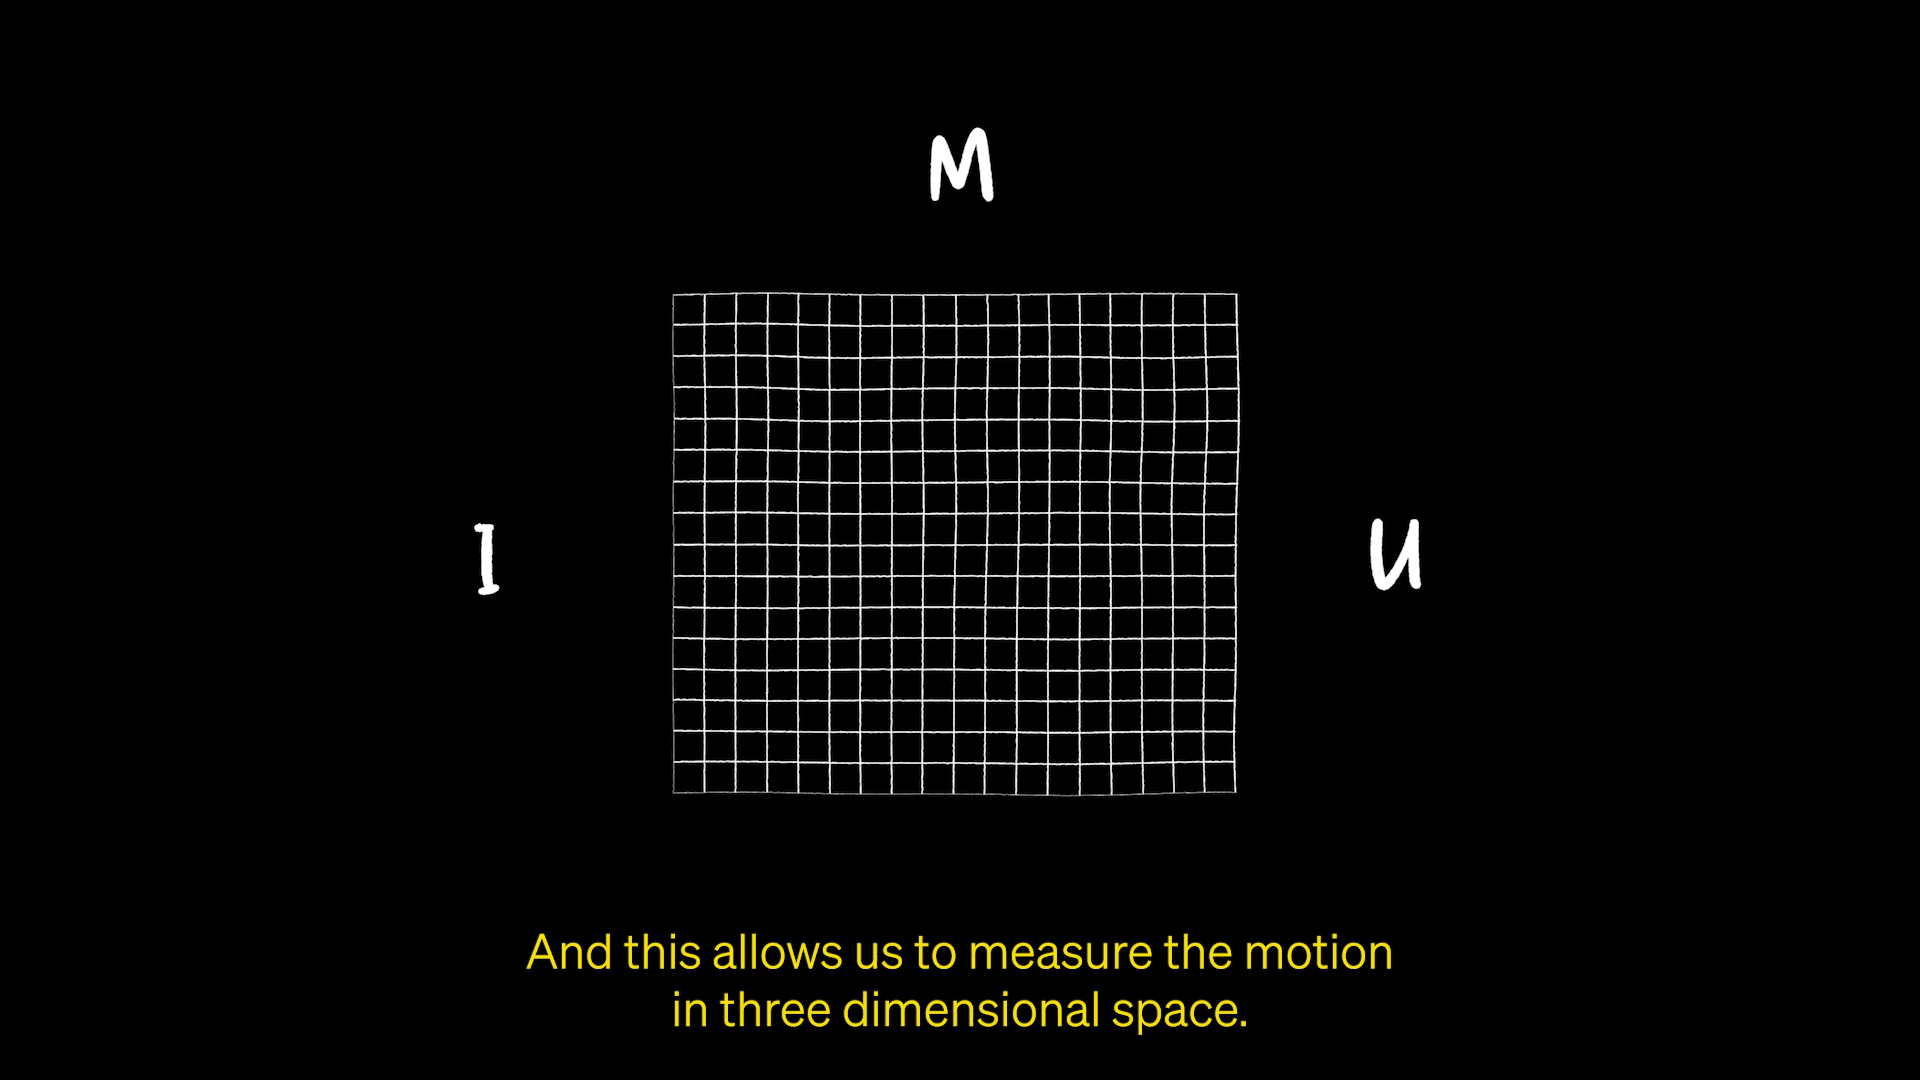 M
I
U
And this allows us to measure the motion
in three dimensional space.